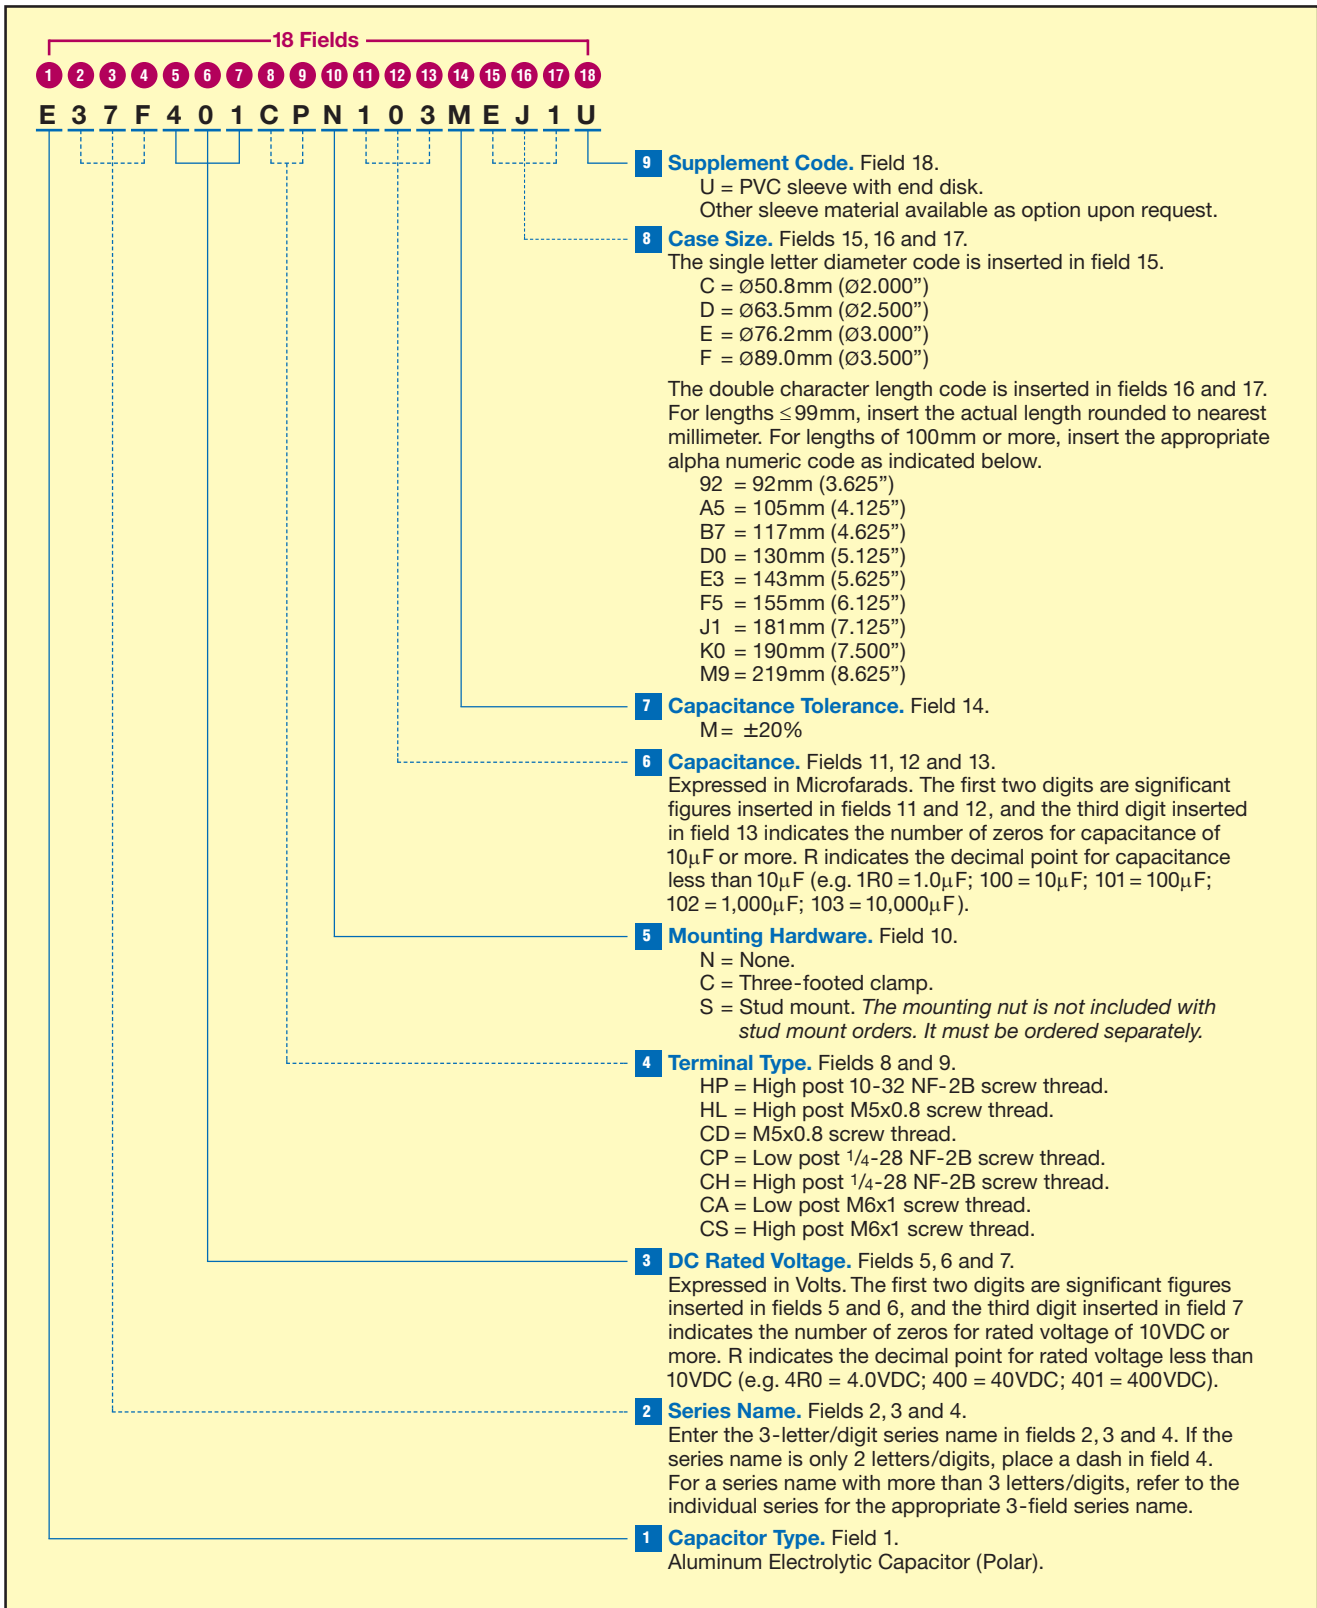 18 Fields
1 2 3 4 5 6 7 8 9 10 11 12 13 14 15 16 17 18
E 3 7 F 4 0 1 C P N 1 0 3 M E J 1 U
9 Supplement Code. Field 18.
U = PVC sleeve with end disk.
Other sleeve material available as option upon request.
8 Case Size. Fields 15, 16 and 17.
The single letter diameter code is inserted in field 15.
C = Ø50.8mm (Ø2.000”)
D = Ø63.5mm (Ø2.500”)
E = Ø76.2mm (Ø3.000”)
F = Ø89.0mm (Ø3.500”)
The double character length code is inserted in fields 16 and 17.
For lengths ≤99mm, insert the actual length rounded to nearest
millimeter. For lengths of 100mm or more, insert the appropriate
alpha numeric code as indicated below.
92 = 92mm (3.625”)
A5 = 105mm (4.125”)
B7 = 117mm (4.625”)
D0 = 130mm (5.125”)
E3 = 143mm (5.625”)
F5 = 155mm (6.125”)
J1 = 181mm (7.125”)
K0 = 190mm (7.500”)
M9 = 219mm (8.625”)
7 Capacitance Tolerance. Field 14.
M = ±20%
6 Capacitance. Fields 11, 12 and 13.
Expressed in Microfarads. The first two digits are significant
figures inserted in fields 11 and 12, and the third digit inserted
in field 13 indicates the number of zeros for capacitance of
10µF or more. R indicates the decimal point for capacitance
less than 10µF (e.g. 1R0 = 1.0µF; 100 = 10µF; 101 = 100µF;
102 = 1,000µF; 103 = 10,000µF).
5 Mounting Hardware. Field 10.
N = None.
C = Three-footed clamp.
S = Stud mount. The mounting nut is not included with
stud mount orders. It must be ordered separately.
4 Terminal Type. Fields 8 and 9.
HP = High post 10-32 NF-2B screw thread.
HL = High post M5x0.8 screw thread.
CD = M5x0.8 screw thread.
CP = Low post 1/4-28 NF-2B screw thread.
CH = High post 1/4-28 NF-2B screw thread.
CA = Low post M6x1 screw thread.
CS = High post M6x1 screw thread.
3 DC Rated Voltage. Fields 5, 6 and 7.
Expressed in Volts. The first two digits are significant figures
inserted in fields 5 and 6, and the third digit inserted in field 7
indicates the number of zeros for rated voltage of 10VDC or
more. R indicates the decimal point for rated voltage less than
10VDC (e.g. 4R0 = 4.0VDC; 400 = 40VDC; 401 = 400VDC).
2 Series Name. Fields 2, 3 and 4.
Enter the 3-letter/digit series name in fields 2, 3 and 4. If the
series name is only 2 letters/digits, place a dash in field 4.
For a series name with more than 3 letters/digits, refer to the
individual series for the appropriate 3-field series name.
1 Capacitor Type. Field 1.
Aluminum Electrolytic Capacitor (Polar).